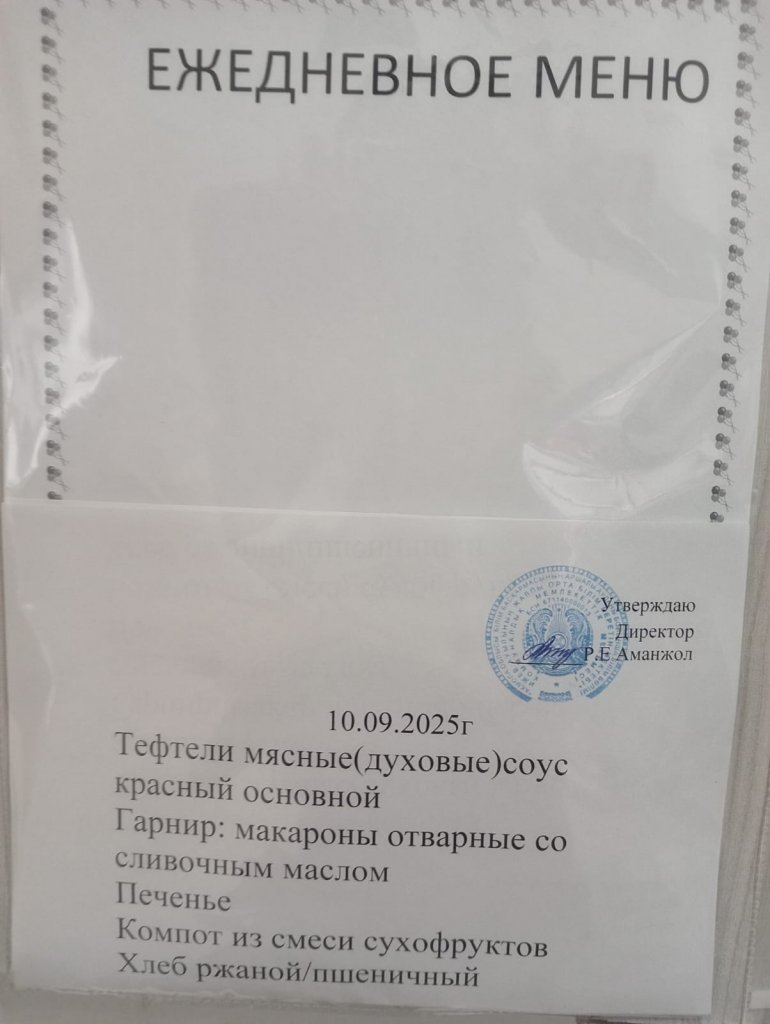 ЕЖЕДНЕВНОЕ МЕНЮ
Утверждаю
Директор
Р.Е Аманжол
10.09.2025г
Тефтели мясные(духовые)соус
красный основной
Гарнир: макароны отварные со
сливочным маслом
Печенье
Компот из смеси сухофруктов
Хлеб ржаной/пшеничный